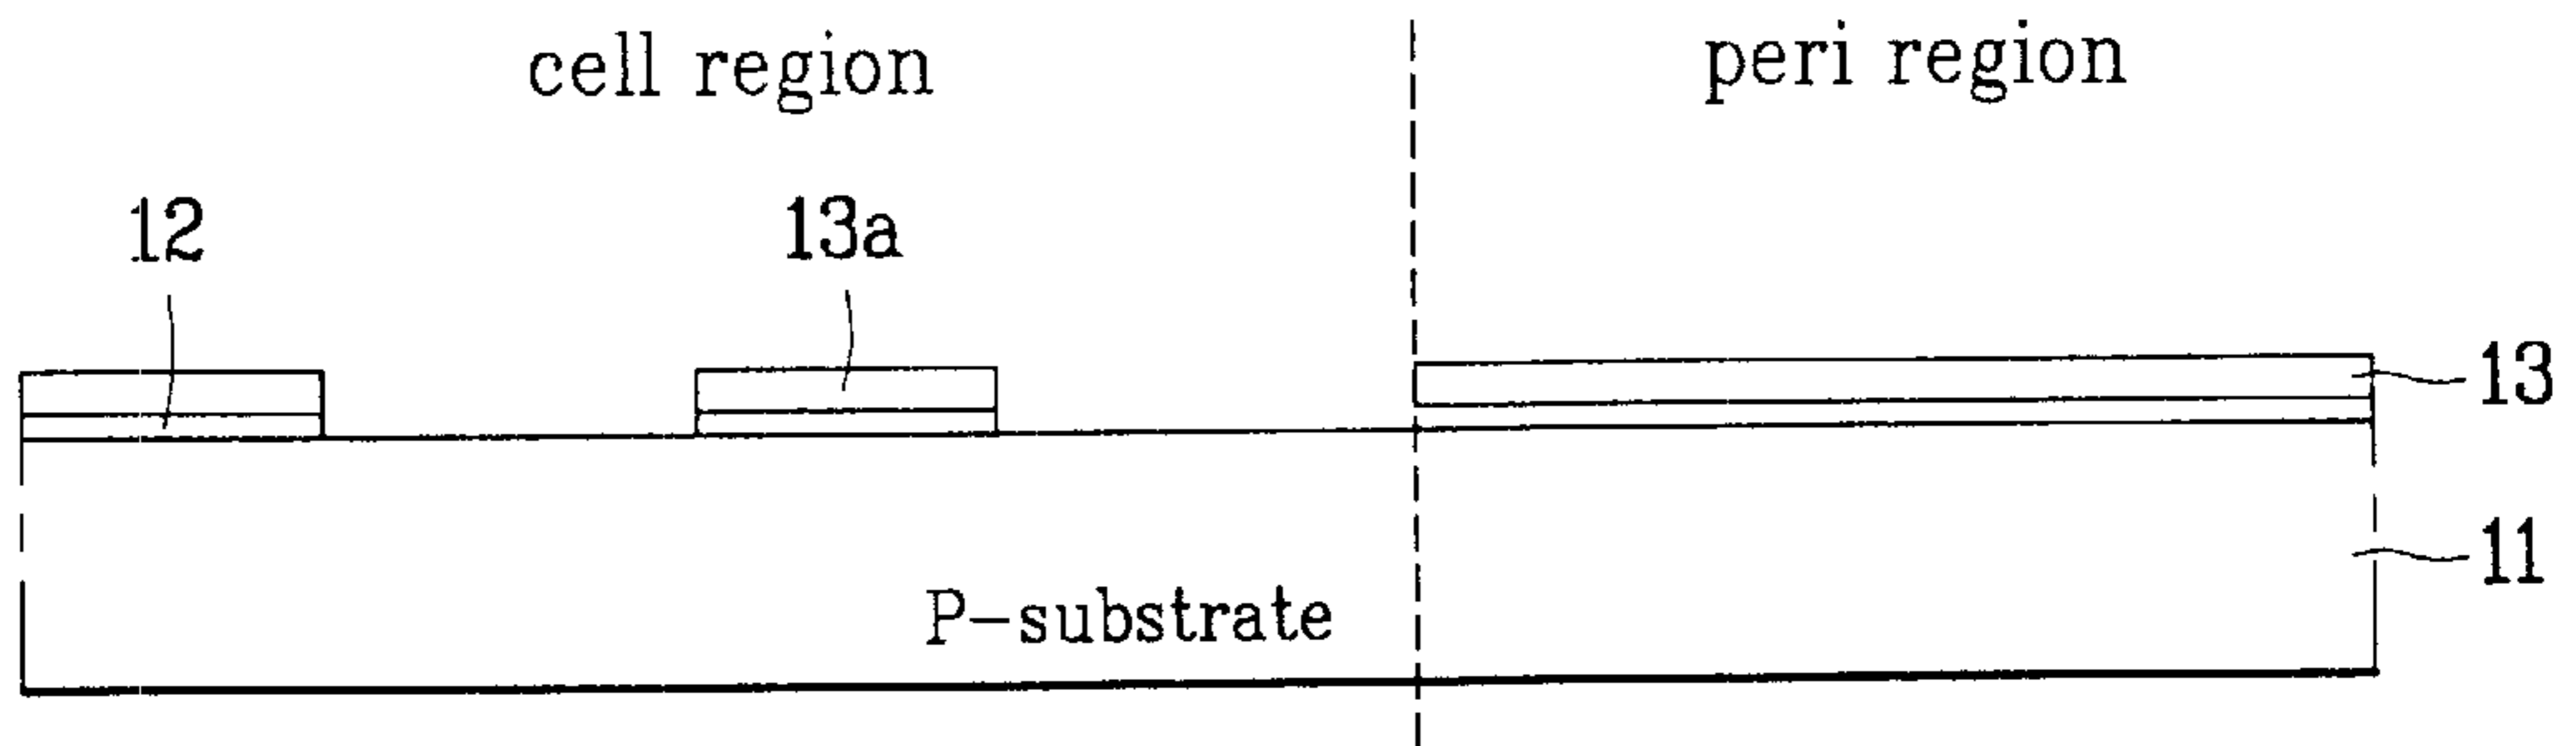 cell region
peri region
12
13a
13
11
P-substrate